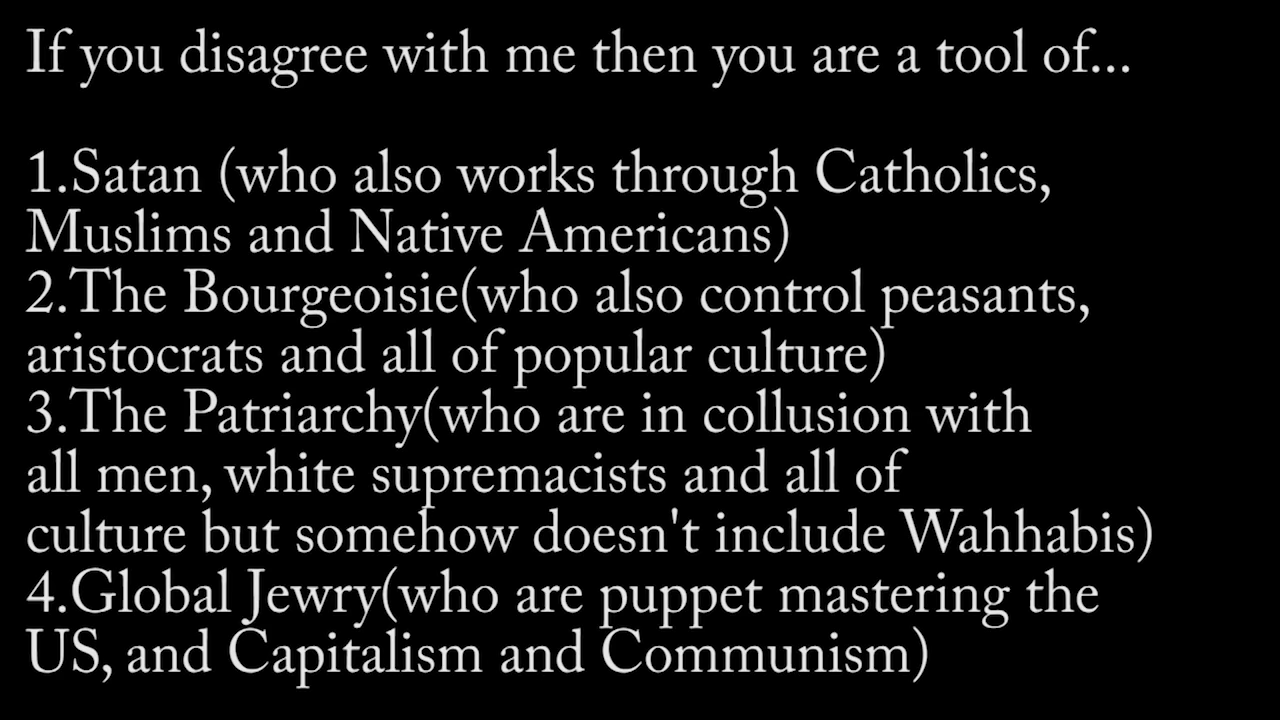 If you disagree with me then you are a tool of...
1.Satan (who also works through Catholics,
Muslims and Native Americans)
2.The Bourgeoisie(who also control peasants,
aristocrats and all of popular culture)
3.The Patriarchy(who are in collusion with
all men, white supremacists and all of
culture but somehow doesn't include Wahhabis)
4.Global Jewry(who are puppet mastering the
US, and Capitalism and Communism)